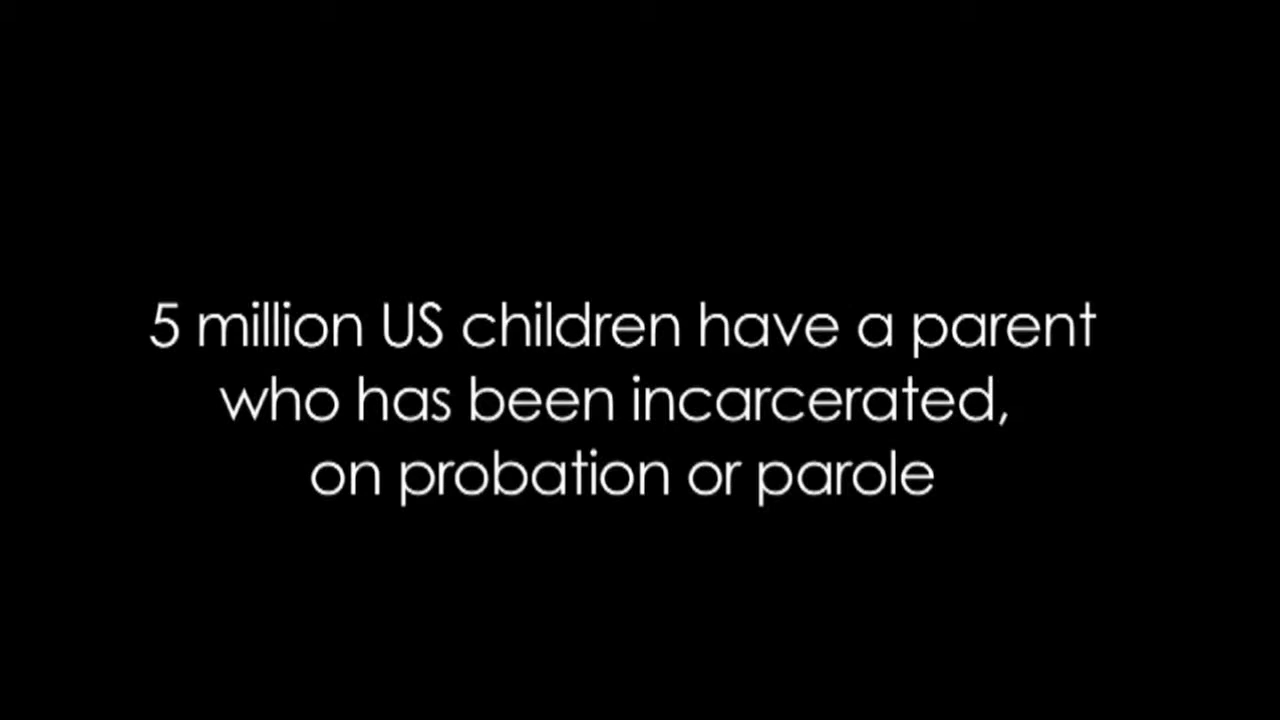 5 million US children have a parent
who has been incarcerated,
on probation or parole